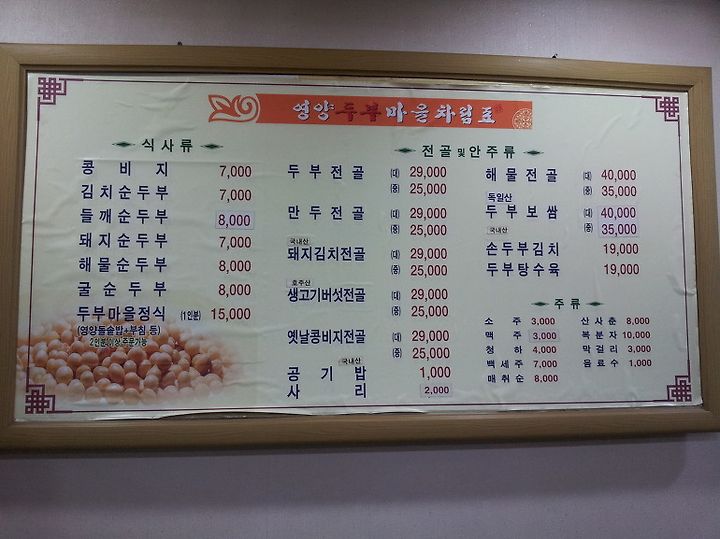 영양두부마을차림표
식사류
콩비지 7,000
김치순두부 7,000
들깨순두부 8,000
돼지순두부 7,000
해물순두부 8,000
굴순두부 8,000
두부마을정식 (1인분) 15,000
(영양돌솥밥+부침 등)
2인분이상 주문가능
전골 및 안주류
두부전골 (대) 29,000
(중) 25,000
만두전골 (대) 29,000
(중) 25,000
국내산
돼지김치전골 (대) 29,000
(중) 25,000
호주산
생고기버섯전골 (대) 29,000
(중) 25,000
옛날콩비지전골 (대) 29,000
(중) 25,000
국내산
공기밥 1,000
사리 2,000
해물전골 (대) 40,000
(중) 35,000
독일산
두부보쌈 (대) 40,000
(중) 35,000
국내산
손두부김치 19,000
두부탕수육 19,000
주류
소주 3,000
맥주 3,000
청하 4,000
백세주 7,000
매취순 8,000
산사춘 8,000
복분자 10,000
막걸리 3,000
음료수 1,000